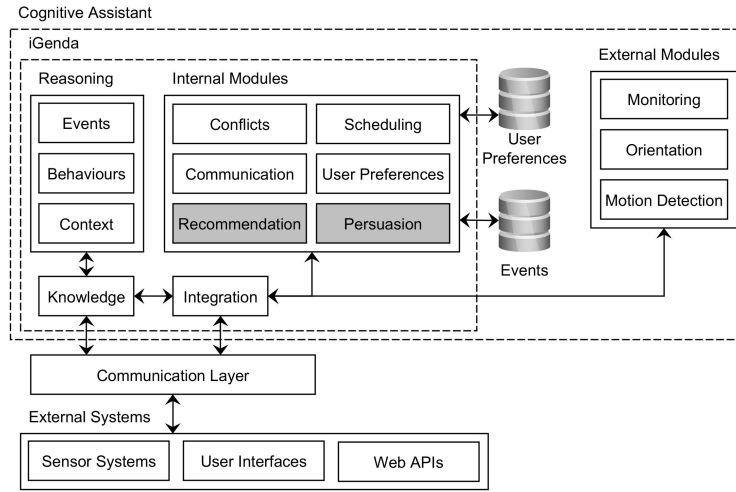 Cognitive Assistant
iGenda
External Modules
Reasoning
Internal Modules
Events
Behaviours
Context
Conflicts
Scheduling
Communication
User Preferences
Recommendation
Persuasion
User
Preferences
Events
Monitoring
Orientation
Motion Detection
Knowledge
Integration
Communication Layer
External Systems
Sensor Systems
User Interfaces
Web APIs